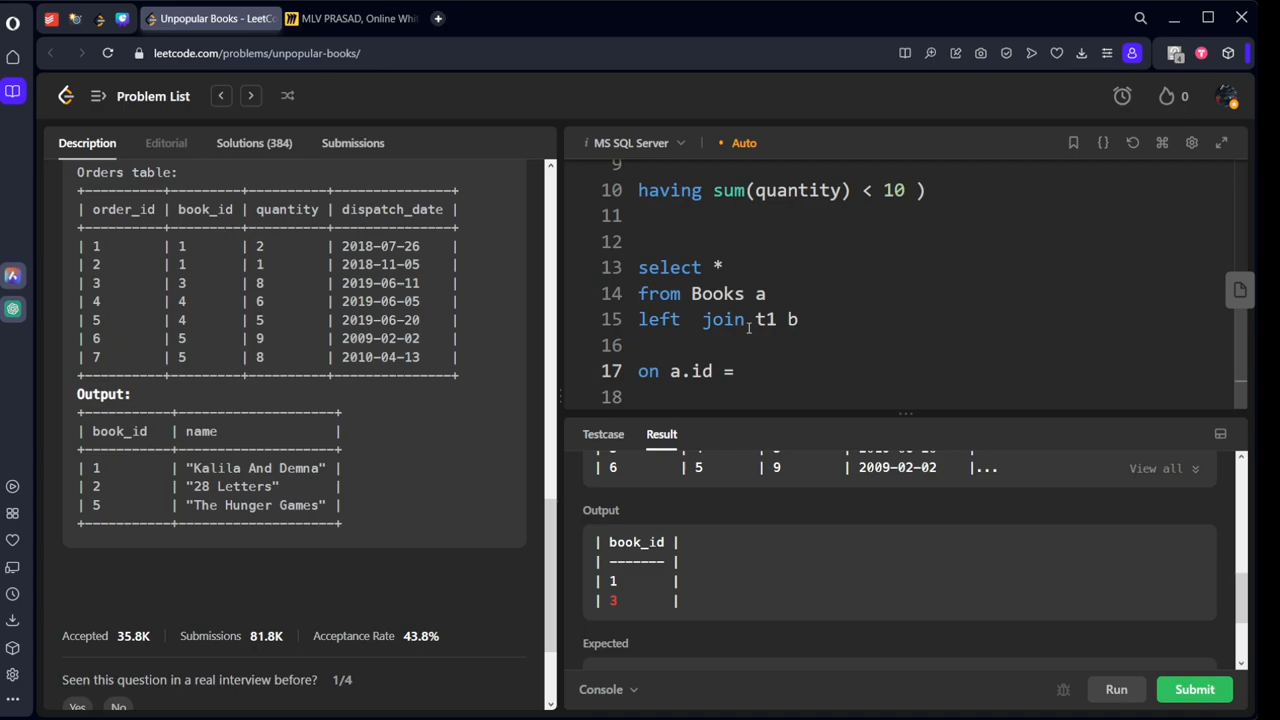 Unpopular Books - LeetC
MLV PRASAD, Online Whi
leetcode.com/problems/unpopular-books/
Problem List
0
Description
Editorial
Solutions (384)
Submissions
Orders table:
+----------+---------+----------+---------------+
| order_id | book_id | quantity | dispatch_date |
+----------+---------+----------+---------------+
| 1 | 1 | 2 | 2018-07-26 |
| 2 | 1 | 1 | 2018-11-05 |
| 3 | 3 | 8 | 2019-06-11 |
| 4 | 4 | 6 | 2019-06-05 |
| 5 | 4 | 5 | 2019-06-20 |
| 6 | 5 | 9 | 2009-02-02 |
| 7 | 5 | 8 | 2010-04-13 |
+----------+---------+----------+---------------+
Output:
+---------+------------------+
| book_id | name |
+---------+------------------+
| 1 | "Kalila And Demna" |
| 2 | "28 Letters" |
| 5 | "The Hunger Games" |
+---------+------------------+
Accepted 35.8K | Submissions 81.8K | Acceptance Rate 43.8%
Seen this question in a real interview before? 1/4
Yes No
i MS SQL Server
• Auto
9
10 having sum(quantity) < 10 )
11
12
13 select *
14 from Books a
15 left join t1 b
16
17 on a.id =
18
Testcase
Result
| 6 | 5 | 9 | 2009-02-02 |...
View all
Output
| book_id |
| ------- |
| 1 |
| 3 |
Expected
Console
Run
Submit